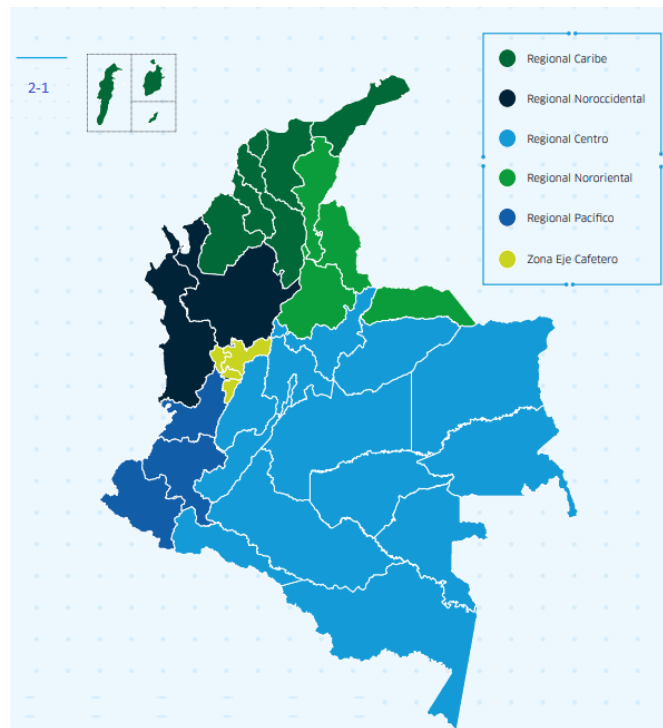 2-1
Regional Caribe
Regional Noroccidental
Regional Centro
Regional Nororiental
Regional Pacífico
Zona Eje Cafetero